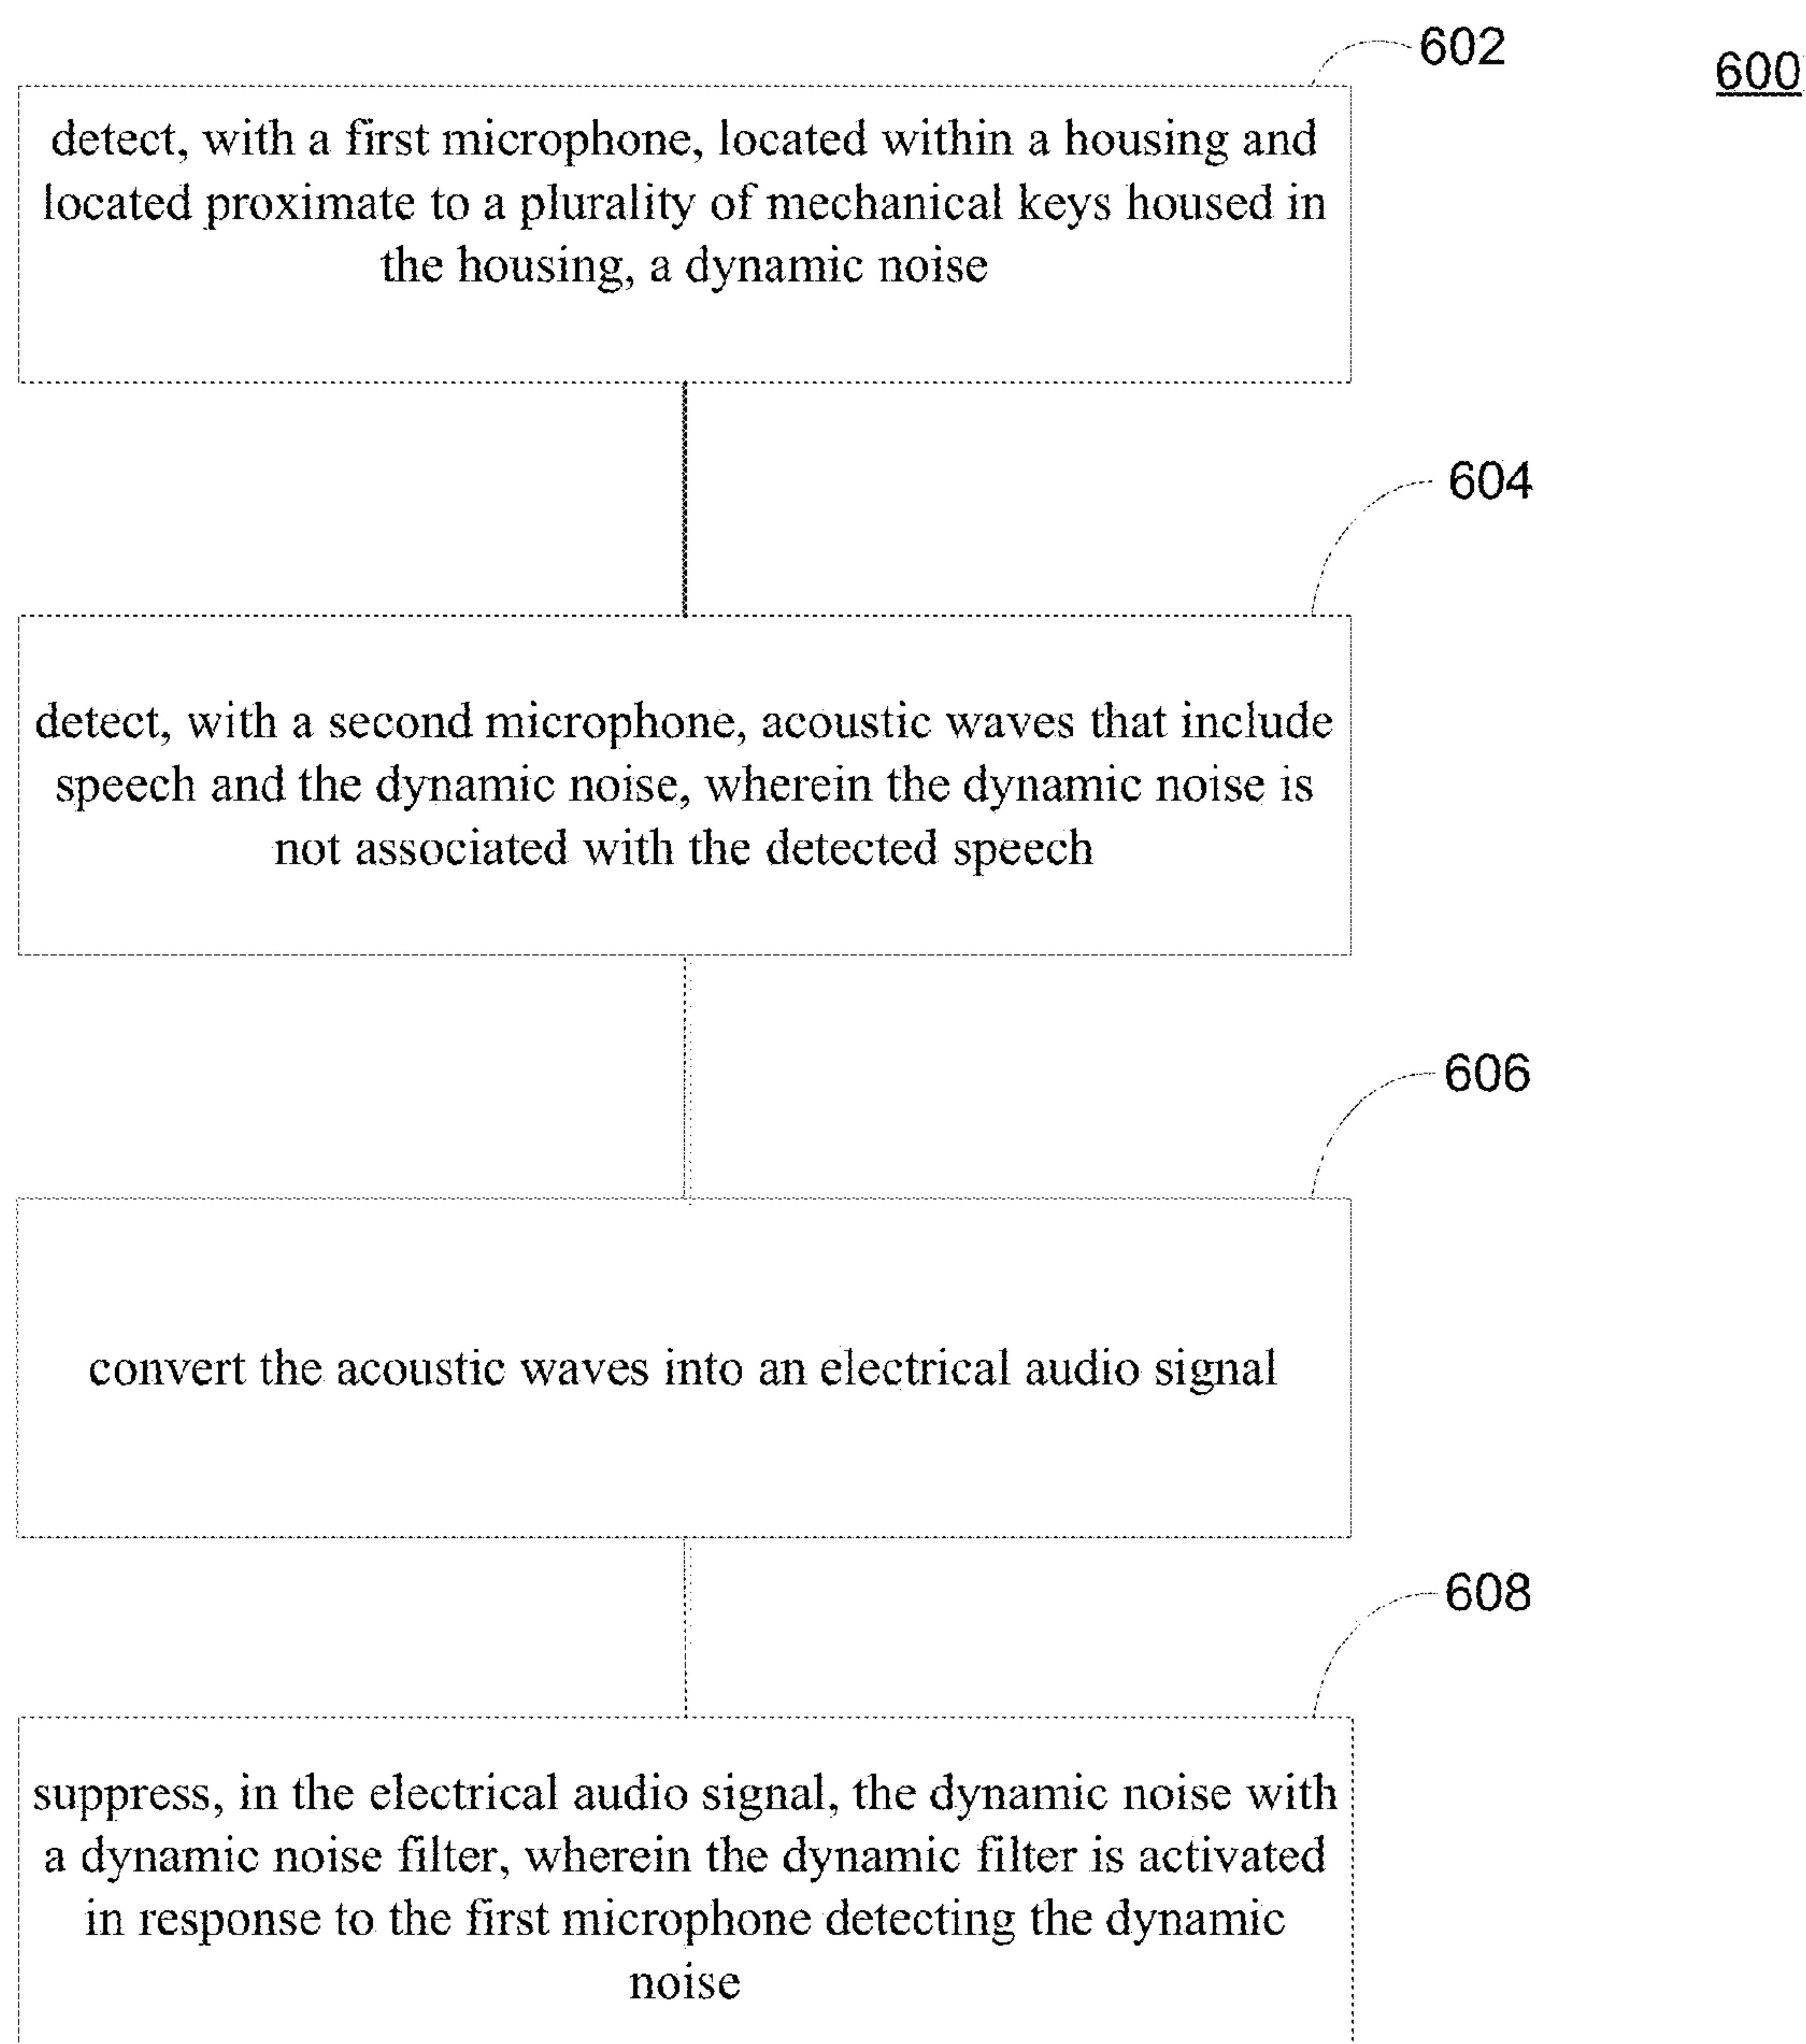 602
600
detect, with a first microphone, located within a housing and
located proximate to a plurality of mechanical keys housed in
the housing, a dynamic noise
604
detect, with a second microphone, acoustic waves that include
speech and the dynamic noise, wherein the dynamic noise is
not associated with the detected speech
606
convert the acoustic waves into an electrical audio signal
608
suppress, in the electrical audio signal, the dynamic noise with
a dynamic noise filter, wherein the dynamic filter is activated
in response to the first microphone detecting the dynamic
noise